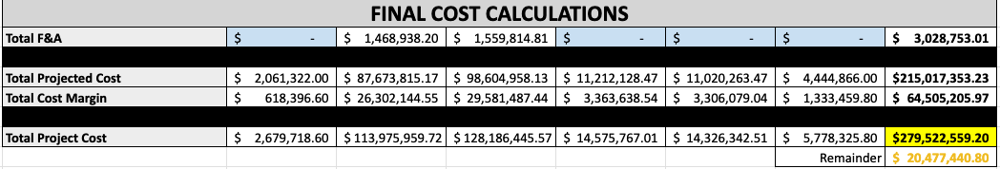 FINAL COST CALCULATIONS
Total F&A $ - $ 1,468,938.20 $ 1,559,814.81 $ - $ - $ - $ 3,028,753.01
Total Projected Cost $ 2,061,322.00 $ 87,673,815.17 $ 98,604,958.13 $ 11,212,128.47 $ 11,020,263.47 $ 4,444,866.00 $215,017,353.23
Total Cost Margin $ 618,396.60 $ 26,302,144.55 $ 29,581,487.44 $ 3,363,638.54 $ 3,306,079.04 $ 1,333,459.80 $ 64,505,205.97
Total Project Cost $ 2,679,718.60 $ 113,975,959.72 $ 128,186,445.57 $ 14,575,767.01 $ 14,326,342.51 $ 5,778,325.80 $279,522,559.20
Remainder $ 20,477,440.80